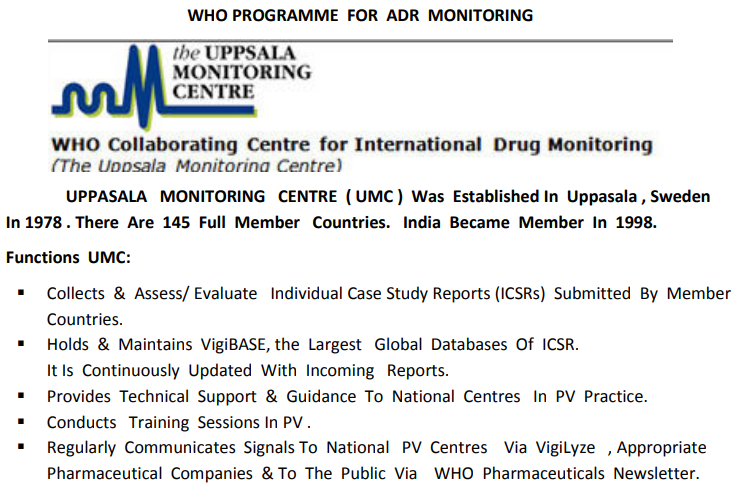 WHO PROGRAMME FOR ADR MONITORING
the UPPSALA
MONITORING
CENTRE
WHO Collaborating Centre for International Drug Monitoring
(The Uppsala Monitoring Centre)
UPPASALA MONITORING CENTRE ( UMC ) Was Established In Uppasala , Sweden
In 1978 . There Are 145 Full Member Countries. India Became Member In 1998.
Functions UMC:
▪ Collects & Assess/ Evaluate Individual Case Study Reports (ICSRs) Submitted By Member
Countries.
▪ Holds & Maintains VigiBASE, the Largest Global Databases Of ICSR.
It Is Continuously Updated With Incoming Reports.
▪ Provides Technical Support & Guidance To National Centres In PV Practice.
▪ Conducts Training Sessions In PV .
▪ Regularly Communicates Signals To National PV Centres Via VigiLyze , Appropriate
Pharmaceutical Companies & To The Public Via WHO Pharmaceuticals Newsletter.